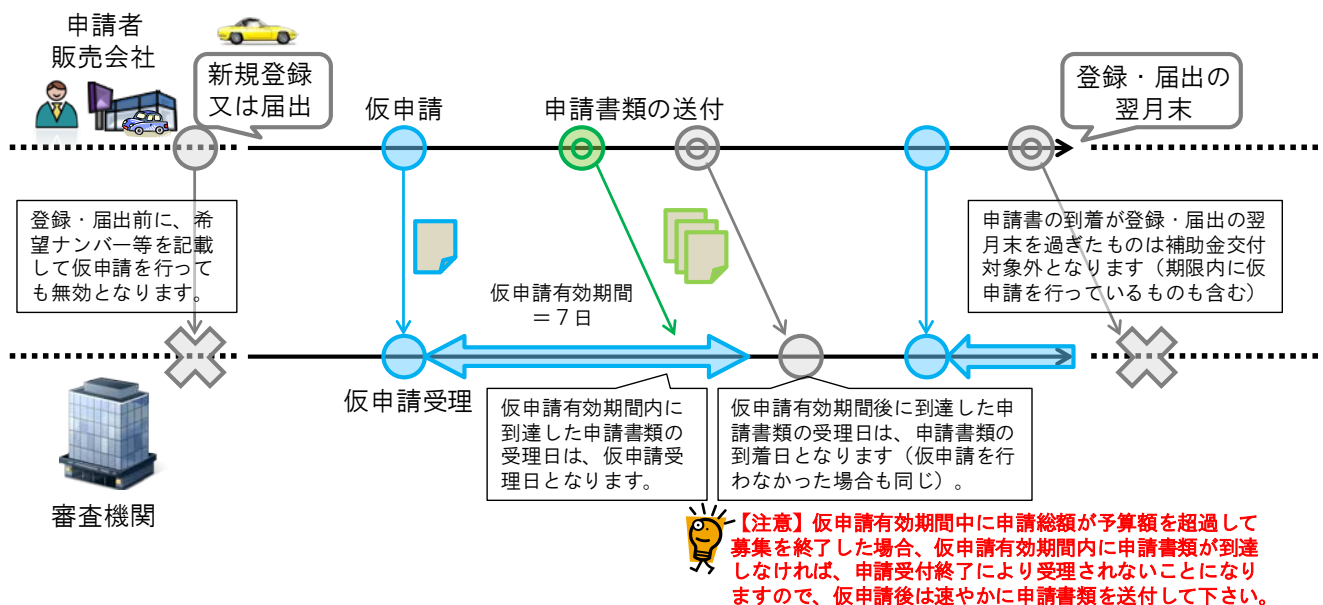 申請者
販売会社
新規登録
又は届出
仮申請
申請書類の送付
登録・届出の
翌月末
登録・届出前に、希
望ナンバー等を記載
して仮申請を行って
も無効となります。
仮申請有効期間
＝７日
申請書の到着が登録・届出の翌
月末を過ぎたものは補助金交付
対象外となります（期限内に仮
申請を行っているものも含む）
仮申請受理
仮申請有効期間内に
到達した申請書類の
受理日は、仮申請受
理日となります。
仮申請有効期間後に到達した申
請書類の受理日は、申請書類の
到着日となります（仮申請を行
わなかった場合も同じ）。
審査機関
【注意】仮申請有効期間中に申請総額が予算額を超過して
募集を終了した場合、仮申請有効期間内に申請書類が到達
しなければ、申請受付終了により受理されないことになり
ますので、仮申請後は速やかに申請書類を送付して下さい。